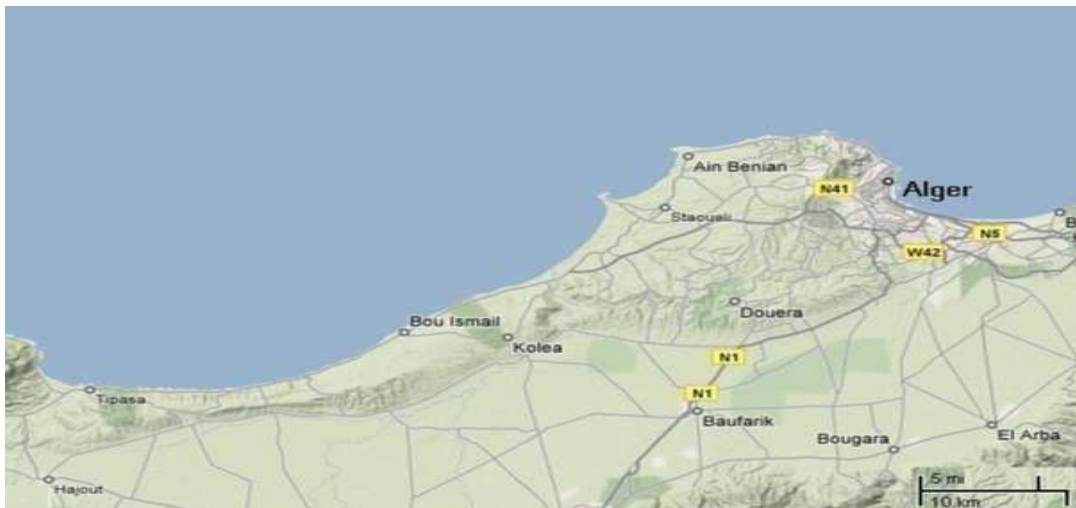 Ain Benian
N41
Alger
Staouali
N5
W42
Douera
Bou Ismail
Kolea
N1
N1
Tipasa
Baufarik
El Arba
Bougara
Hajout
5 mi
10 km